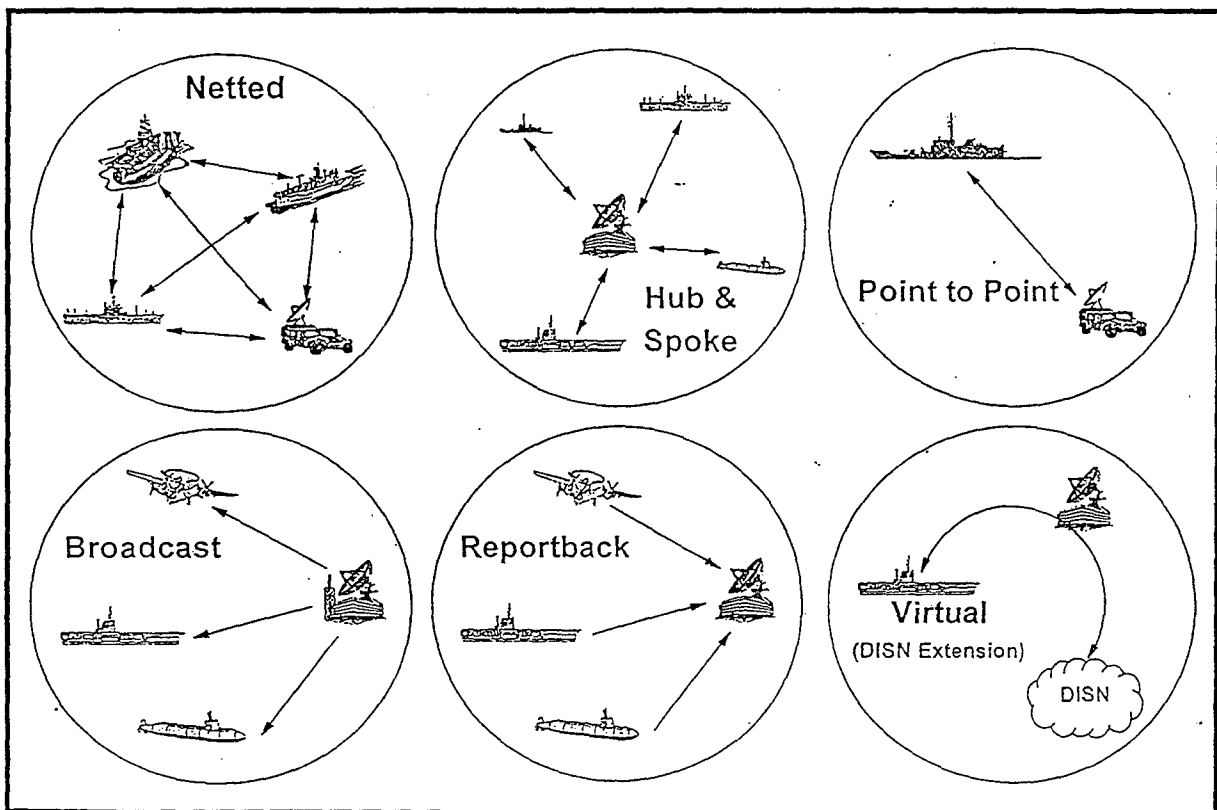 Netted
Hub &
Spoke
Point to Point
Broadcast
Reportback
Virtual
(DISN Extension)
DISN